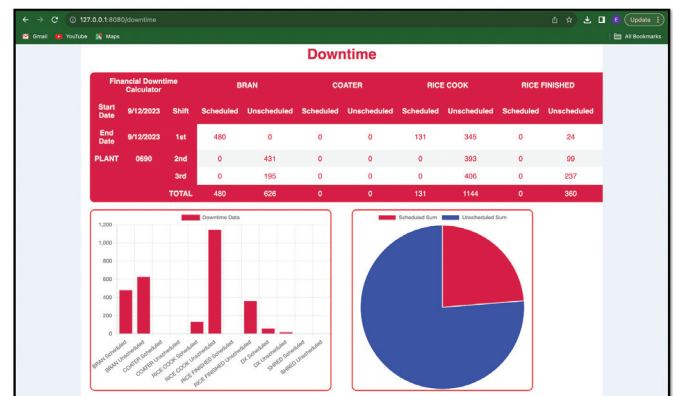 127.0.0.1:8080/downtime
Update
Gmail YouTube Maps
All Bookmarks
Downtime
Financial Downtime Calculator BRAN COATER RICE COOK RICE FINISHED
Start Date 9/12/2023 Shift Scheduled Unscheduled Scheduled Unscheduled Scheduled Unscheduled Scheduled Unscheduled
End Date 9/12/2023 1st 480 0 0 0 131 345 0 24
PLANT 0690 2nd 0 431 0 0 0 393 0 99
3rd 0 195 0 0 0 406 0 237
TOTAL 480 626 0 0 131 1144 0 360
Downtime Data
1,200
1,000
800
600
400
200
0
BRAN Scheduled
BRAN Unscheduled
COATER Scheduled
COATER Unscheduled
RICE COOK Scheduled
RICE COOK Unscheduled
RICE FINISHED Scheduled
RICE FINISHED Unscheduled
DX Scheduled
DX Unscheduled
SHRED Scheduled
SHRED Unscheduled
Scheduled Sum Unscheduled Sum